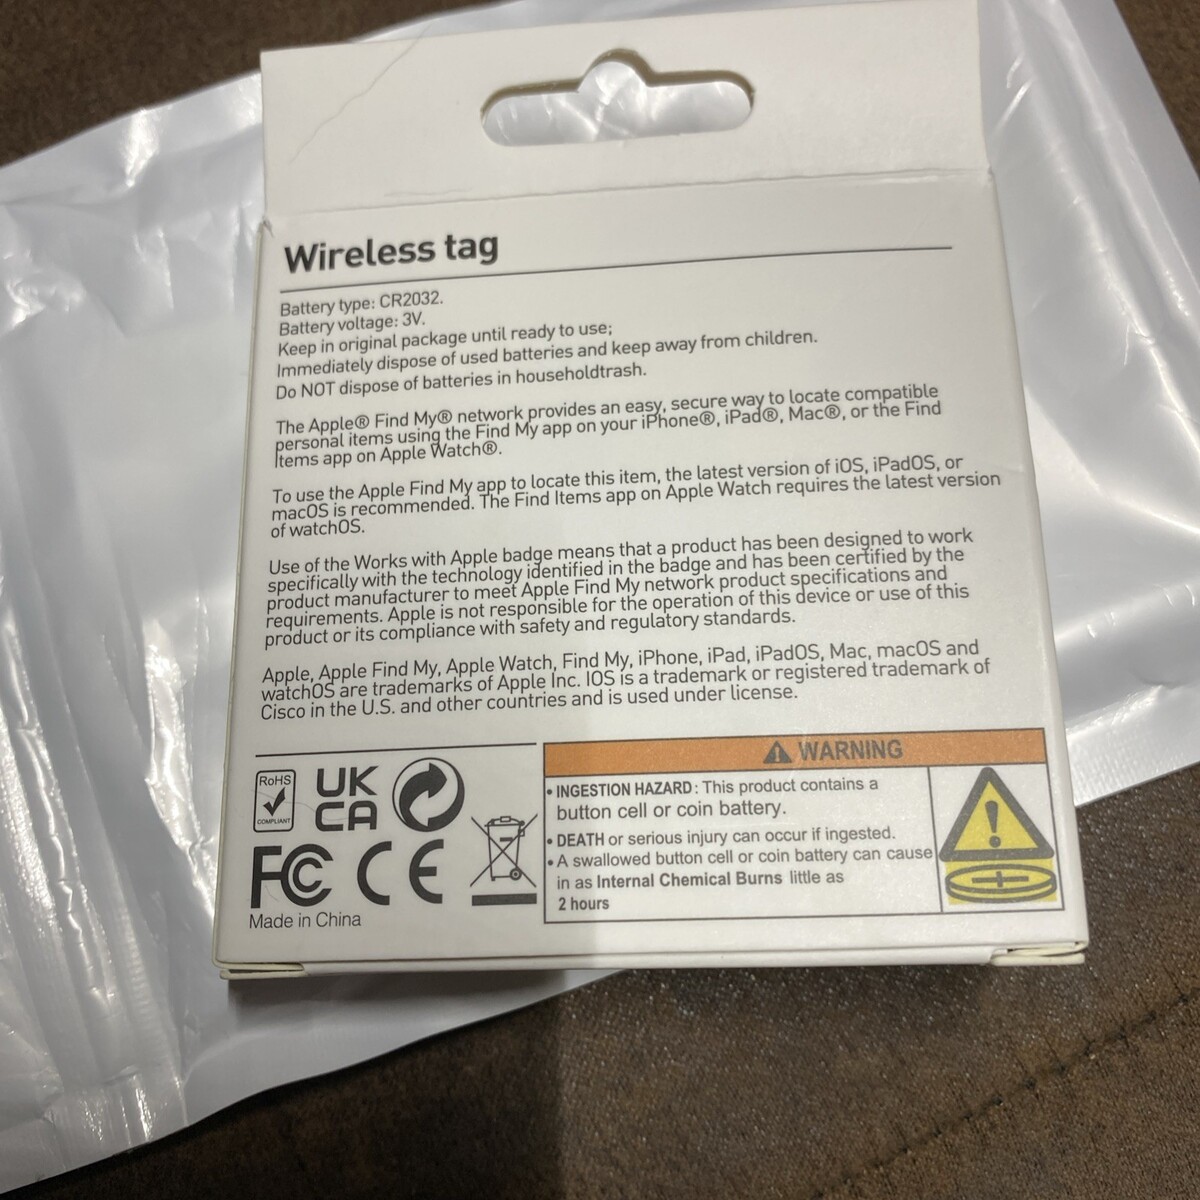 Wireless tag
Battery type: CR2032.
Battery voltage: 3V.
Keep in original package until ready to use;
Immediately dispose of used batteries and keep away from children.
Do NOT dispose of batteries in householdtrash.
The Apple® Find My® network provides an easy, secure way to locate compatible
personal items using the Find My app on your iPhone®, iPad®, Mac®, or the Find
Items app on Apple Watch®.
To use the Apple Find My app to locate this item, the latest version of iOS, iPadOS, or
macOS is recommended. The Find Items app on Apple Watch requires the latest version
of watchOS.
Use of the Works with Apple badge means that a product has been designed to work
specifically with the technology identified in the badge and has been certified by the
product manufacturer to meet Apple Find My network product specifications and
requirements. Apple is not responsible for the operation of this device or use of this
product or its compliance with safety and regulatory standards.
Apple, Apple Find My, Apple Watch, Find My, iPhone, iPad, iPadOS, Mac, macOS and
watchOS are trademarks of Apple Inc. IOS is a trademark or registered trademark of
Cisco in the U.S. and other countries and is used under license.
RoHS
COMPLIANT
UK
CA
FC CE
Made in China
WARNING
• INGESTION HAZARD: This product contains a
button cell or coin battery.
• DEATH or serious injury can occur if ingested.
• A swallowed button cell or coin battery can cause
in as Internal Chemical Burns little as
2 hours